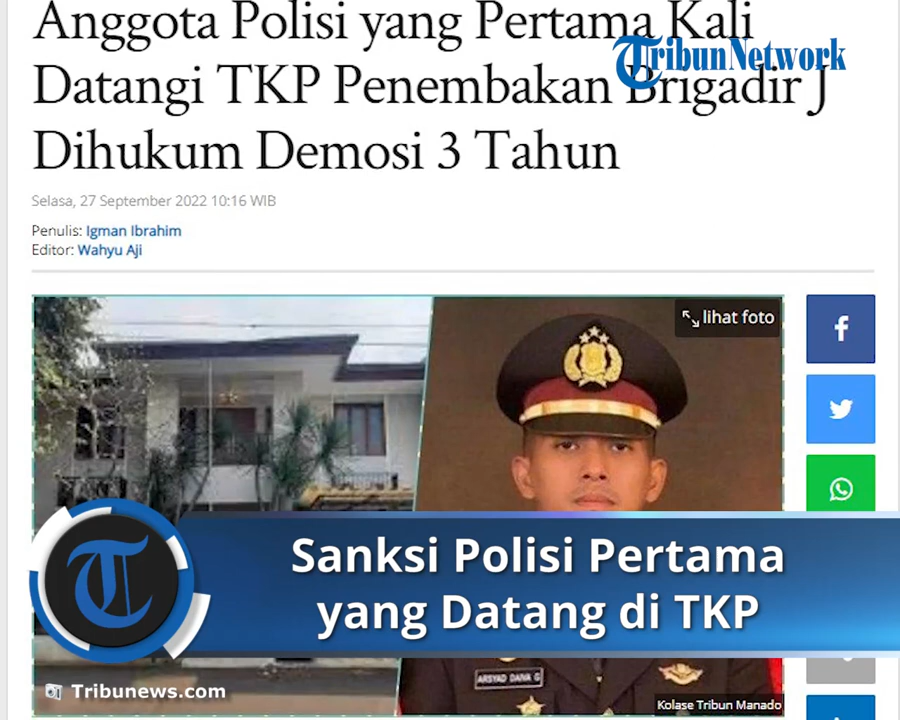 Anggota Polisi yang Pertama Kali
TribunNetwork
Datangi TKP Penembakan Brigadir J
Dihukum Demosi 3 Tahun
Selasa, 27 September 2022 10:16 WIB
Penulis: Igman Ibrahim
Editor: Wahyu Aji
lihat foto
Sanksi Polisi Pertama
yang Datang di TKP
ARSYAD DAIVA G
Tribunews.com
Kolase Tribun Manado